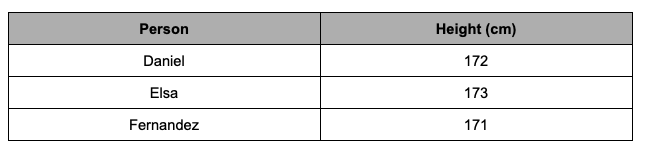 Person Height (cm)
Daniel 172
Elsa 173
Fernandez 171